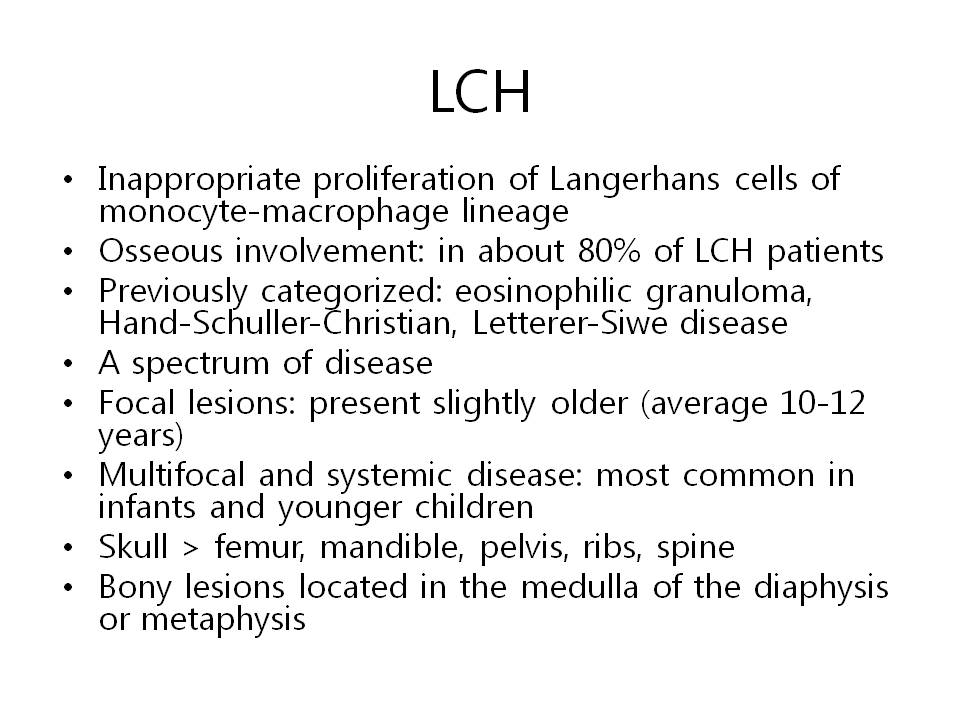 LCH
• Inappropriate proliferation of Langerhans cells of
monocyte-macrophage lineage
• Osseous involvement: in about 80% of LCH patients
• Previously categorized: eosinophilic granuloma,
Hand-Schuller-Christian, Letterer-Siwe disease
• A spectrum of disease
• Focal lesions: present slightly older (average 10-12
years)
• Multifocal and systemic disease: most common in
infants and younger children
• Skull > femur, mandible, pelvis, ribs, spine
• Bony lesions located in the medulla of the diaphysis
or metaphysis